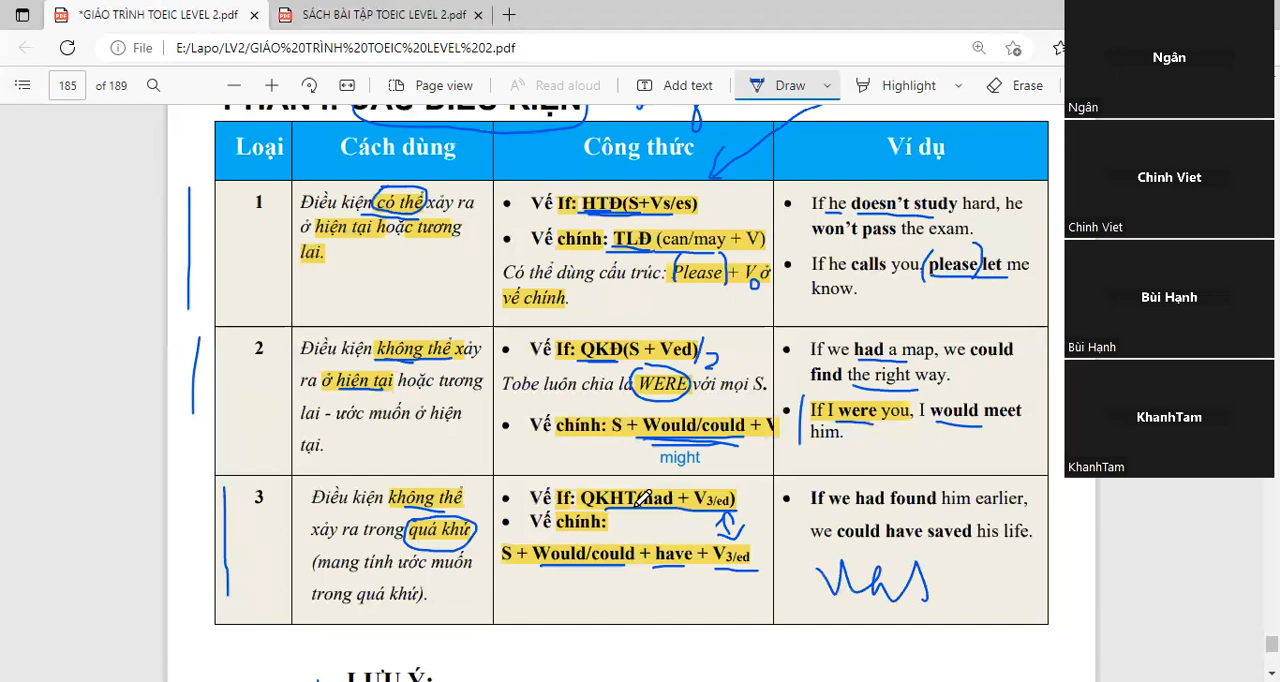 *GIÁO TRÌNH TOEIC LEVEL 2.pdf
SÁCH BÀI TẬP TOEIC LEVEL 2.pdf
File
E:/Lapo/LV2/GIÁO%20TRÌNH%20TOEIC%20LEVEL%202.pdf
185
of 189
Page view
Read aloud
Add text
Draw
Highlight
Erase
CÂU ĐIỀU KIỆN
Loại
Cách dùng
Công thức
Ví dụ
1
Điều kiện có thể xảy ra
ở hiện tại hoặc tương
lai.
• Vế If: HTĐ(S+Vs/es)
• Vế chính: TLĐ (can/may + V)
Có thể dùng cấu trúc: Please + V ở
0
vế chính.
• If he doesn't study hard, he
won't pass the exam.
• If he calls you, please let me
know.
2
Điều kiện không thể xảy
ra ở hiện tại hoặc tương
lai - ước muốn ở hiện
tại.
• Vế If: QKĐ(S + Ved)/2
Tobe luôn chia là WERE với mọi S.
• Vế chính: S + Would/could + V
might
• If we had a map, we could
find the right way.
• If I were you, I would meet
him.
3
Điều kiện không thể
xảy ra trong quá khứ
(mang tính ước muốn
trong quá khứ).
• Vế If: QKHT(had + V3/ed)
• Vế chính:
S + Would/could + have + V3/ed
• If we had found him earlier,
we could have saved his life.
LƯU Ý:
Ngân
Ngân
Chinh Viet
Chinh Viet
Bùi Hạnh
Bùi Hạnh
KhanhTam
KhanhTam